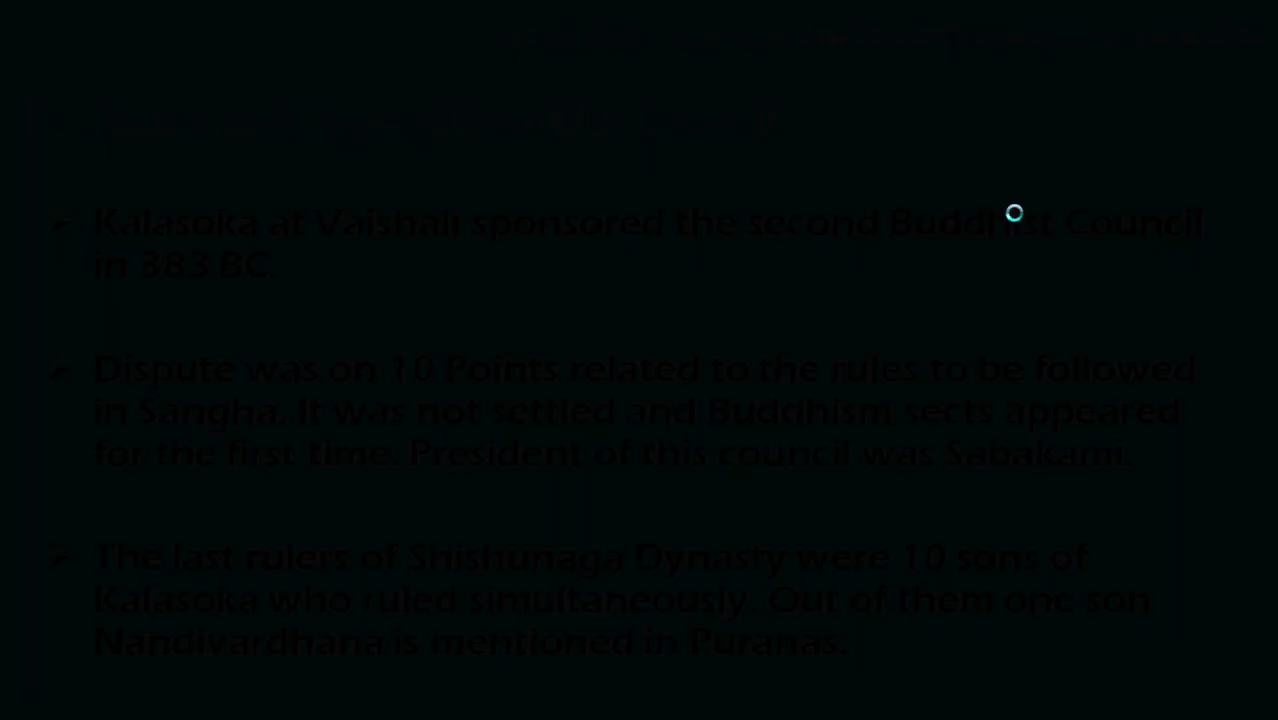 Kalasoka at Vaishali sponsored the second Buddhist Council
in 383 BC.
Dispute was on 10 Points related to the rules to be followed
in Sangha. It was not settled and Buddhism sects appeared
for the first time. President of this council was Sabakami.
The last rulers of Shishunaga Dynasty were 10 sons of
Kalasoka who ruled simultaneously. Out of them one son
Nandivardhana is mentioned in Puranas.